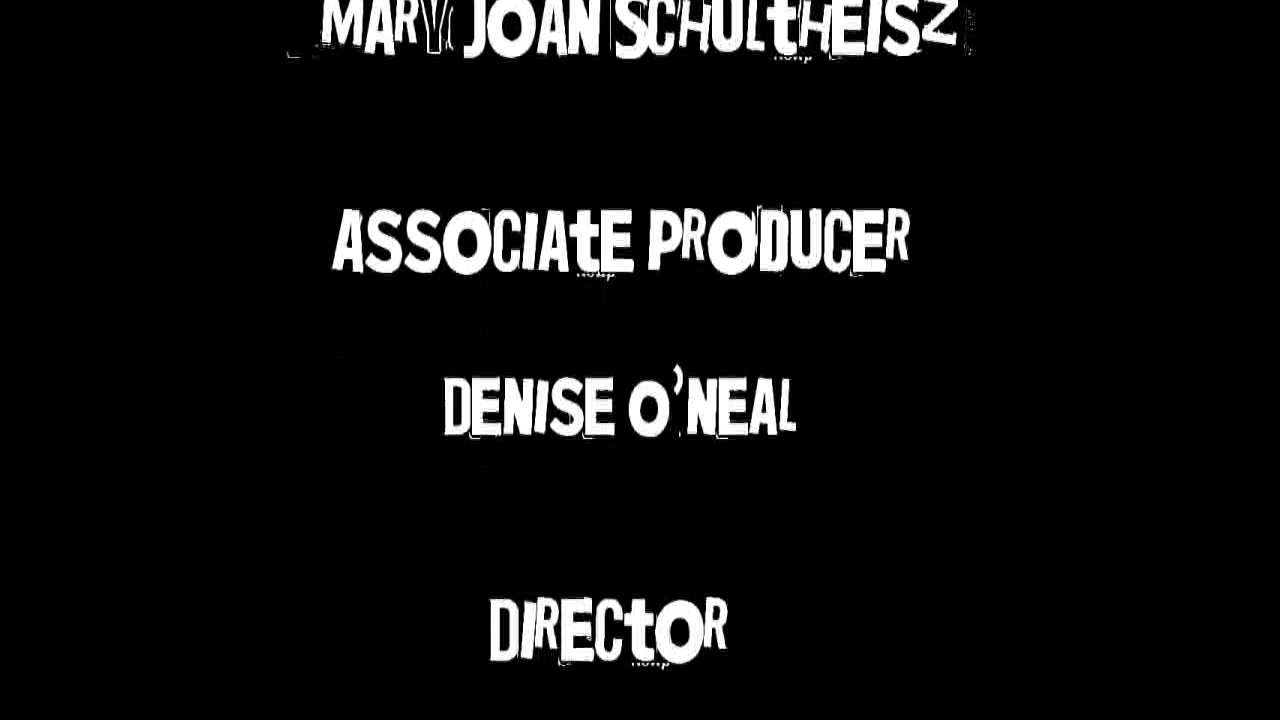 MARY JOAN SCHULTHEISZ
ASSOCIATE PRODUCER
DENISE O'NEAL
DIRECTOR